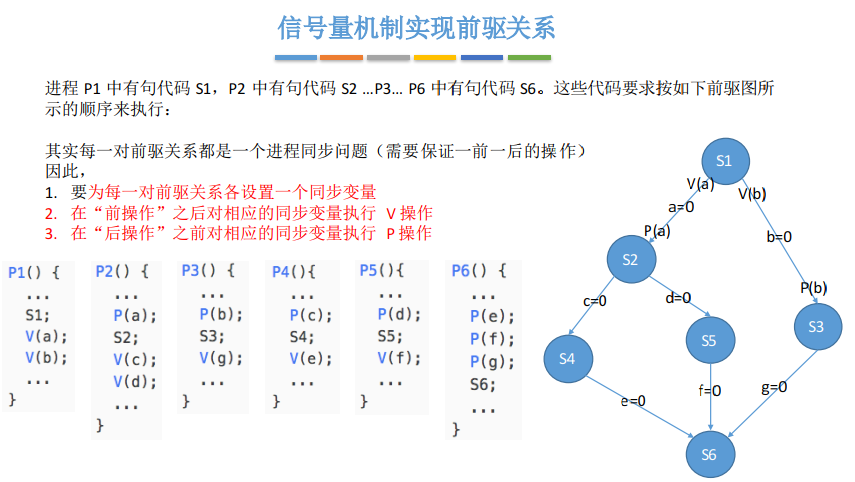 信号量机制实现前驱关系
进程 P1 中有句代码 S1，P2 中有句代码 S2 ...P3... P6 中有句代码 S6。这些代码要求按如下前驱图所
示的顺序来执行：
其实每一对前驱关系都是一个进程同步问题（需要保证一前一后的操作）
因此，
1. 要为每一对前驱关系各设置一个同步变量
2. 在“前操作”之后对相应的同步变量执行 V 操作
3. 在“后操作”之前对相应的同步变量执行 P 操作
P1() {
...
S1;
V(a);
V(b);
...
}
P2() {
...
P(a);
S2;
V(c);
V(d);
...
}
P3() {
...
P(b);
S3;
V(g);
...
}
P4(){
...
P(c);
S4;
V(e);
...
}
P5(){
...
P(d);
S5;
V(f);
...
}
P6() {
...
P(e);
P(f);
P(g);
S6;
...
}
S1
V(a)
V(b)
a=0
P(a)
b=0
S2
P(b)
c=0
d=0
S3
S5
S4
e=0
f=0
g=0
S6